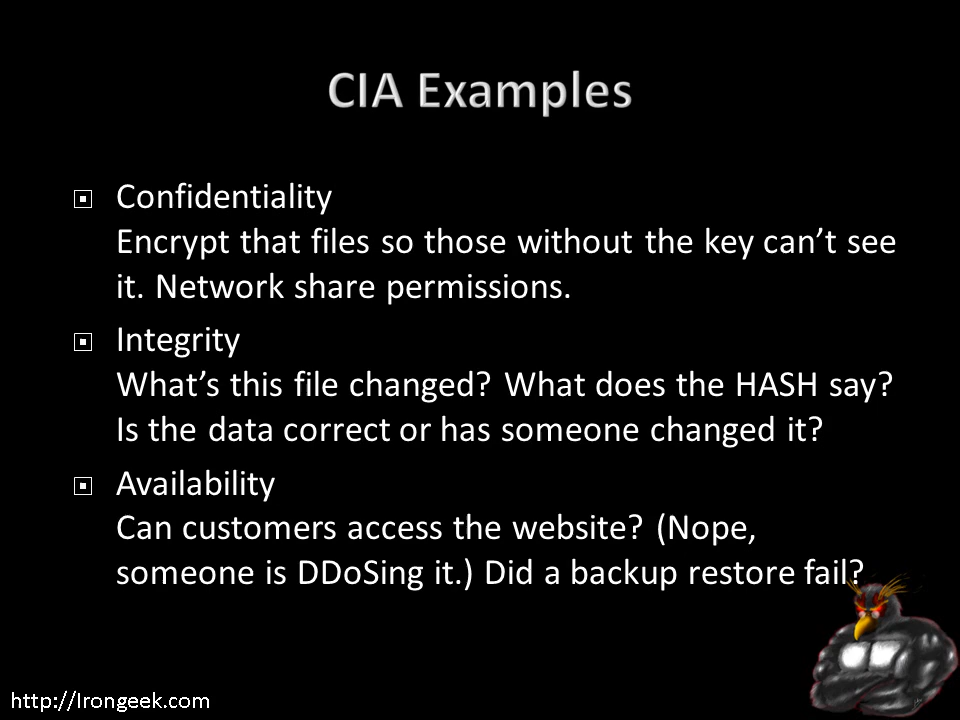 CIA Examples
Confidentiality
Encrypt that files so those without the key can’t see
it. Network share permissions.
Integrity
What’s this file changed? What does the HASH say?
Is the data correct or has someone changed it?
Availability
Can customers access the website? (Nope,
someone is DDoSing it.) Did a backup restore fail?
http://Irongeek.com